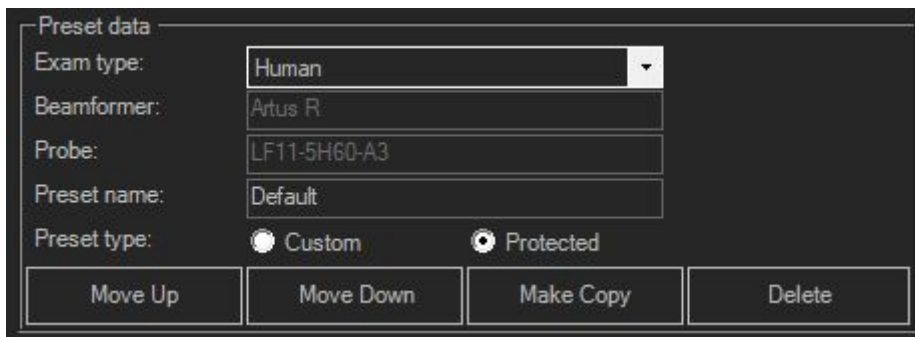 Preset data
Exam type: Human
Beamformer: Artus R
Probe: LF11-5H60-A3
Preset name: Default
Preset type: Custom Protected
Move Up Move Down Make Copy Delete